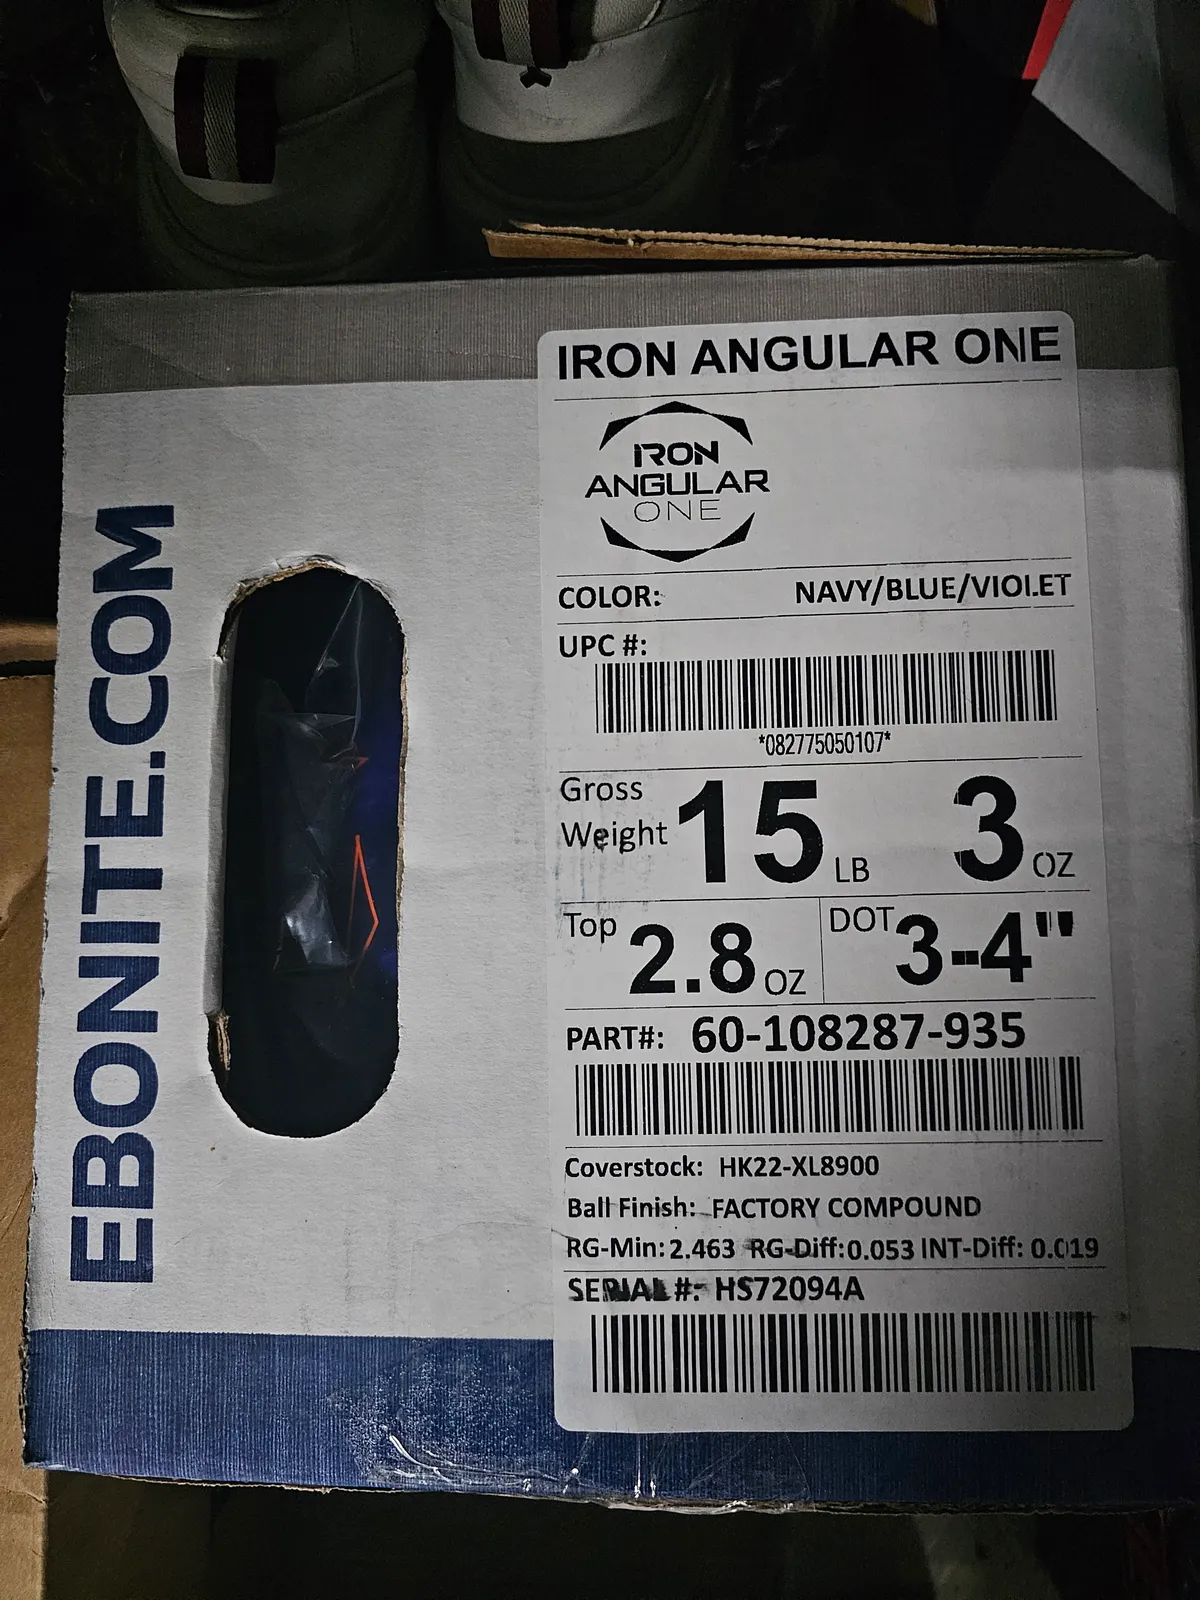 EBONITE.COM
IRON ANGULAR ONE
IRON
ANGULAR
ONE
COLOR: NAVY/BLUE/VIOLET
UPC #:
*082775050107*
Gross
Weight 15 LB 3 OZ
Top 2.8 OZ DOT 3-4"
PART#: 60-108287-935
Coverstock: HK22-XL8900
Ball Finish: FACTORY COMPOUND
RG-Min: 2.463 RG-Diff: 0.053 INT-Diff: 0.019
SERIAL #: HS72094A